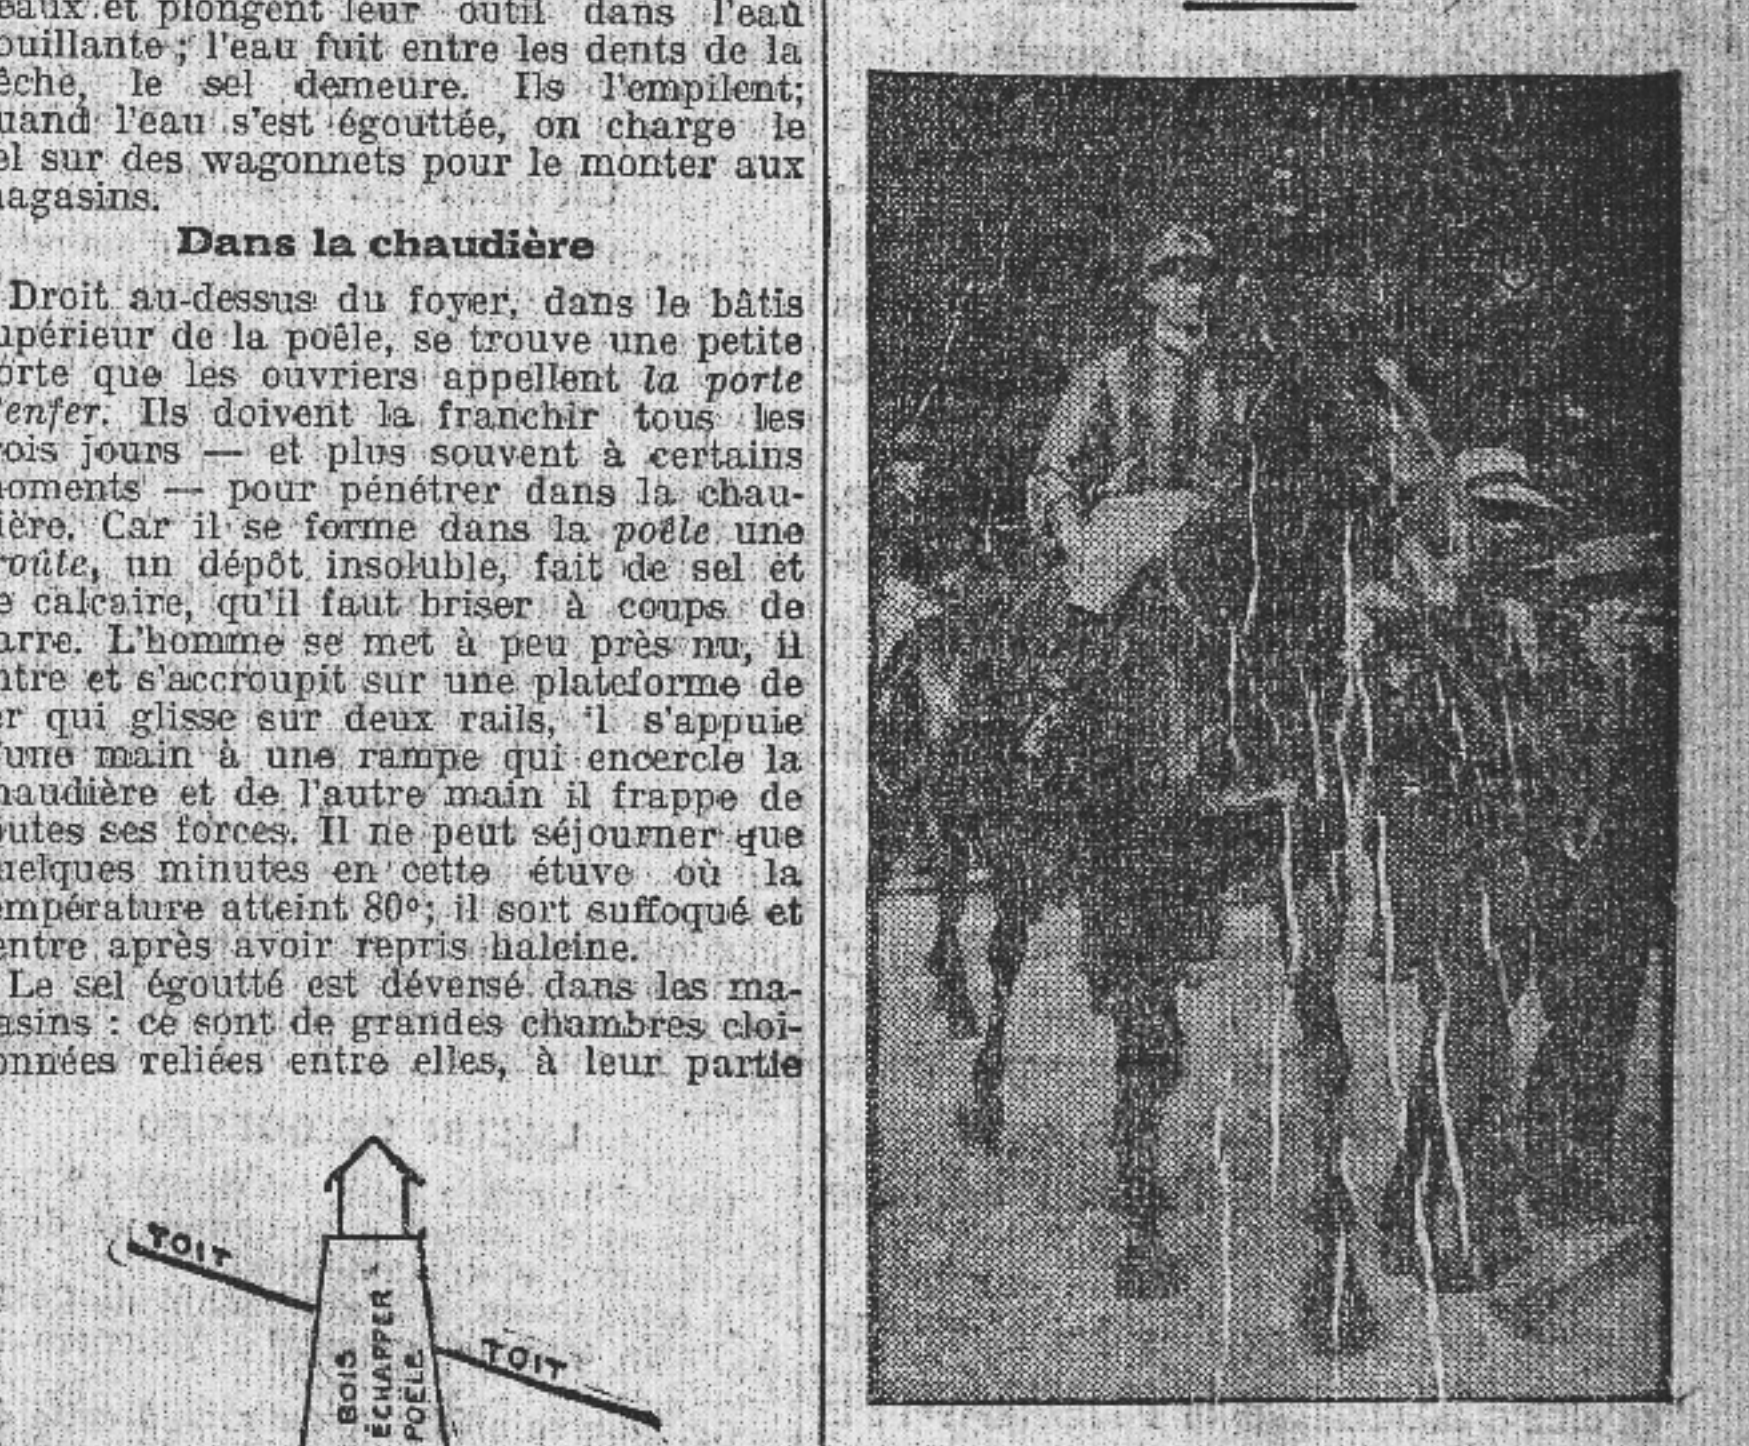 eaux et plongent leur outil dans l'eau
ouillante ; l'eau fuit entre les dents de la
êche, le sel demeure. Ils l'empilent;
uand l'eau s'est égouttée, on charge le
el sur des wagonnets pour le monter aux
agasins.
Dans la chaudière
Droit au-dessus du foyer, dans le bâtis
upérieur de la poêle, se trouve une petite
orte que les ouvriers appellent la porte
'enfer. Ils doivent la franchir tous les
rois jours — et plus souvent à certains
oments — pour pénétrer dans la chau-
ière. Car il se forme dans la poêle une
roûte, un dépôt insoluble, fait de sel et
e calcaire, qu'il faut briser à coups de
arre. L'homme se met à peu près nu, il
ntre et s'accroupit sur une plateforme de
er qui glisse sur deux rails, 'l s'appuie
'une main à une rampe qui encercle la
haudière et de l'autre main il frappe de
outes ses forces. Il ne peut séjourner que
uelques minutes en cette étuve où la
empérature atteint 80°; il sort suffoqué et
entre après avoir repris haleine.
Le sel égoutté est déversé dans les ma-
asins : ce sont de grandes chambres cloi-
onnées reliées entre elles, à leur partie
TOIT
BOIS
ÉCHAPPER
POÊLE
TOIT